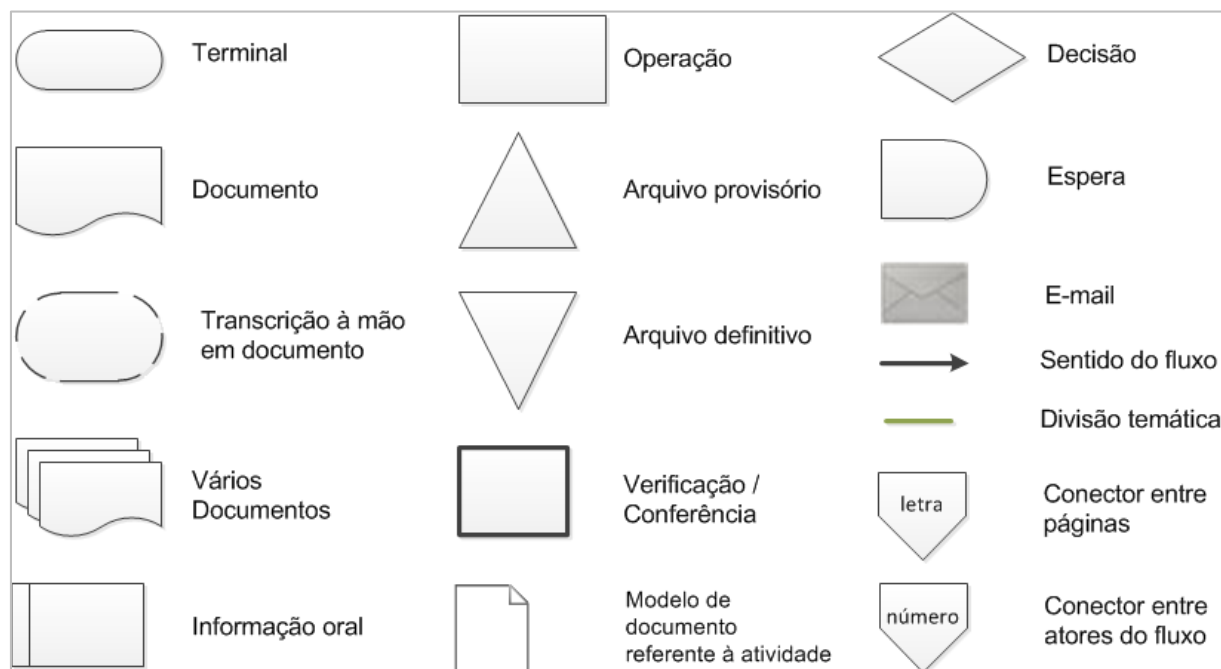 Terminal
Operação
Decisão
Documento
Arquivo provisório
Espera
E-mail
Transcrição à mão
em documento
Arquivo definitivo
Sentido do fluxo
Divisão temática
Vários
Documentos
Verificação /
Conferência
letra
Conector entre
páginas
Informação oral
Modelo de
documento
referente à atividade
número
Conector entre
atores do fluxo